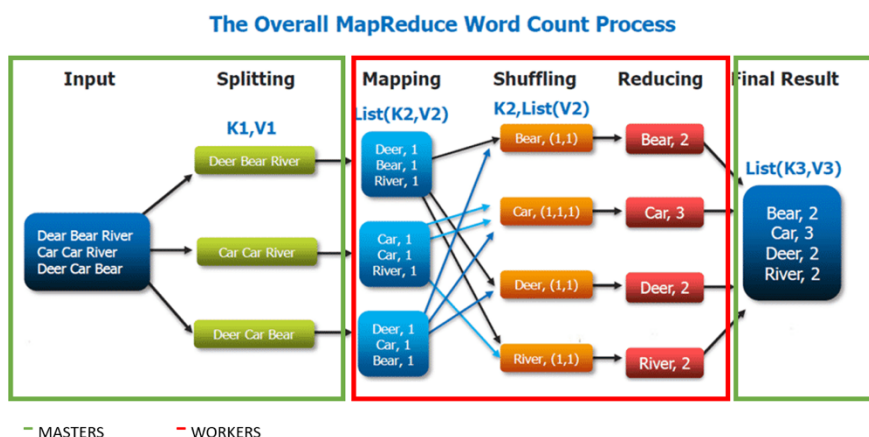 The Overall MapReduce Word Count Process
Input
Splitting
Mapping
Shuffling
Reducing
Final Result
K1,V1
List(K2,V2)
K2,List(V2)
List(K3,V3)
Dear Bear River
Car Car River
Deer Car Bear
Deer Bear River
Car Car River
Deer Car Bear
Deer, 1
Bear, 1
River, 1
Car, 1
Car, 1
River, 1
Deer, 1
Car, 1
Bear, 1
Bear, (1,1)
Car, (1,1,1)
Deer, (1,1)
River, (1,1)
Bear, 2
Car, 3
Deer, 2
River, 2
Bear, 2
Car, 3
Deer, 2
River, 2
MASTERS
WORKERS